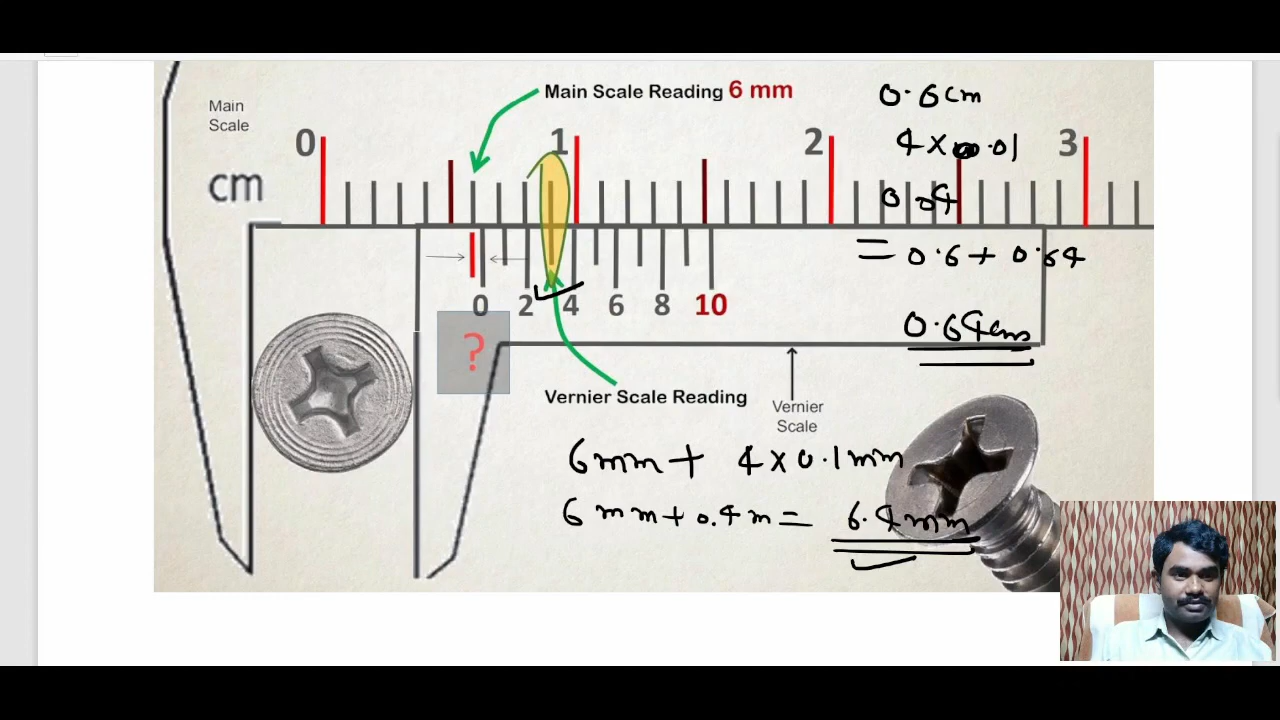 Main Scale Reading 6 mm
0.6cm
Main
Scale
0
1
2
3
4 x 0.01
cm
0.04
= 0.6 + 0.64
0 2 4 6 8 10
0.64cm
?
Vernier Scale Reading
Vernier
Scale
6mm + 4 x 0.1mm
6mm + 0.4m = 6.4mm